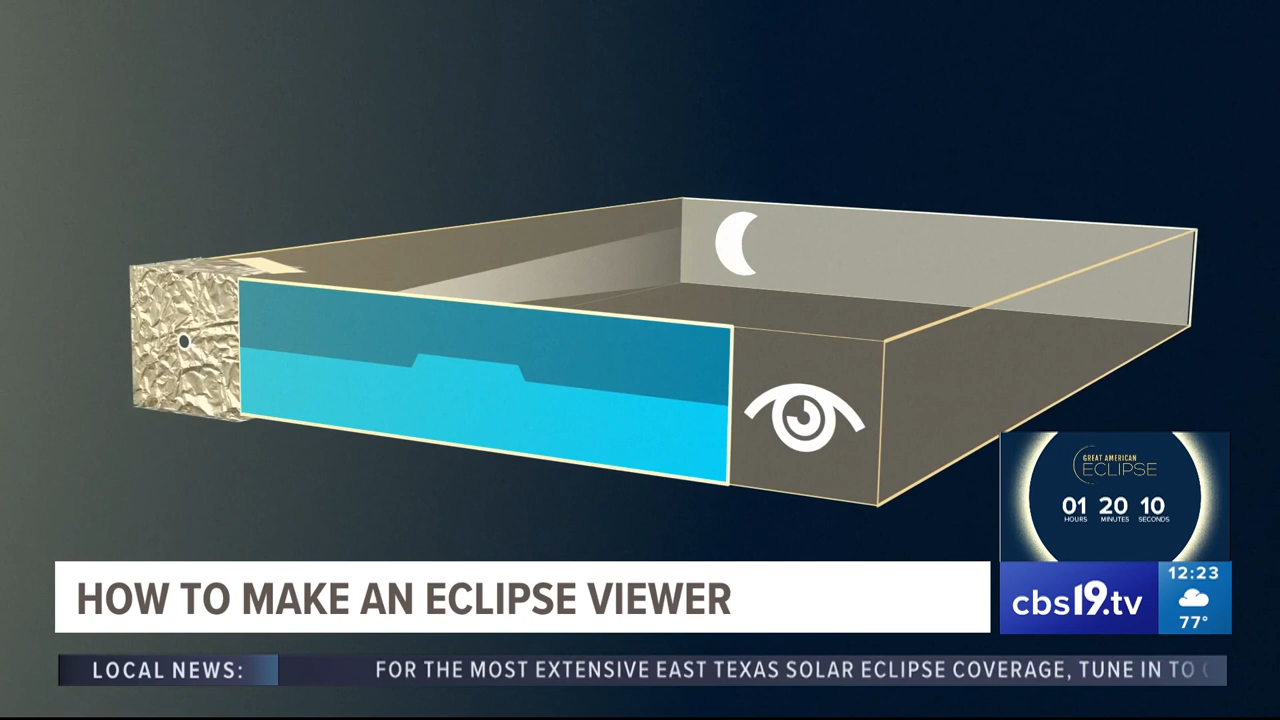 GREAT AMERICAN
ECLIPSE
01 20 10
HOURS MINUTES SECONDS
HOW TO MAKE AN ECLIPSE VIEWER
cbs19.tv
12:23
77°
LOCAL NEWS: FOR THE MOST EXTENSIVE EAST TEXAS SOLAR ECLIPSE COVERAGE, TUNE IN TO